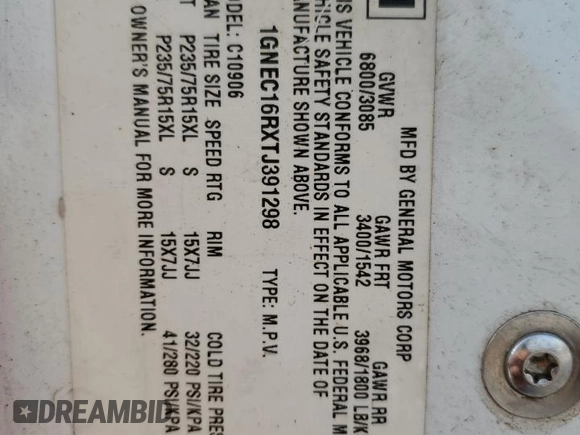 MFD BY GENERAL MOTORS CORP
GVWR GAWR FRT GAWR RR
6800/3085 3400/1542 3968/1800 LB/K
IS VEHICLE CONFORMS TO ALL APPLICABLE U.S. FEDERAL M
HICLE SAFETY STANDARDS IN EFFECT ON THE DATE OF
ANUFACTURE SHOWN ABOVE.
1GNEC16RXTJ391298 TYPE: M.P.V.
MODEL: C10906
AN TIRE SIZE SPEED RTG RIM COLD TIRE PRES
T P235/75R15XL S 15X7JJ 32/220 PSI/KPA
P235/75R15XL S 15X7JJ 41/280 PSI/KPA
OWNER'S MANUAL FOR MORE INFORMATION.
DREAMBID